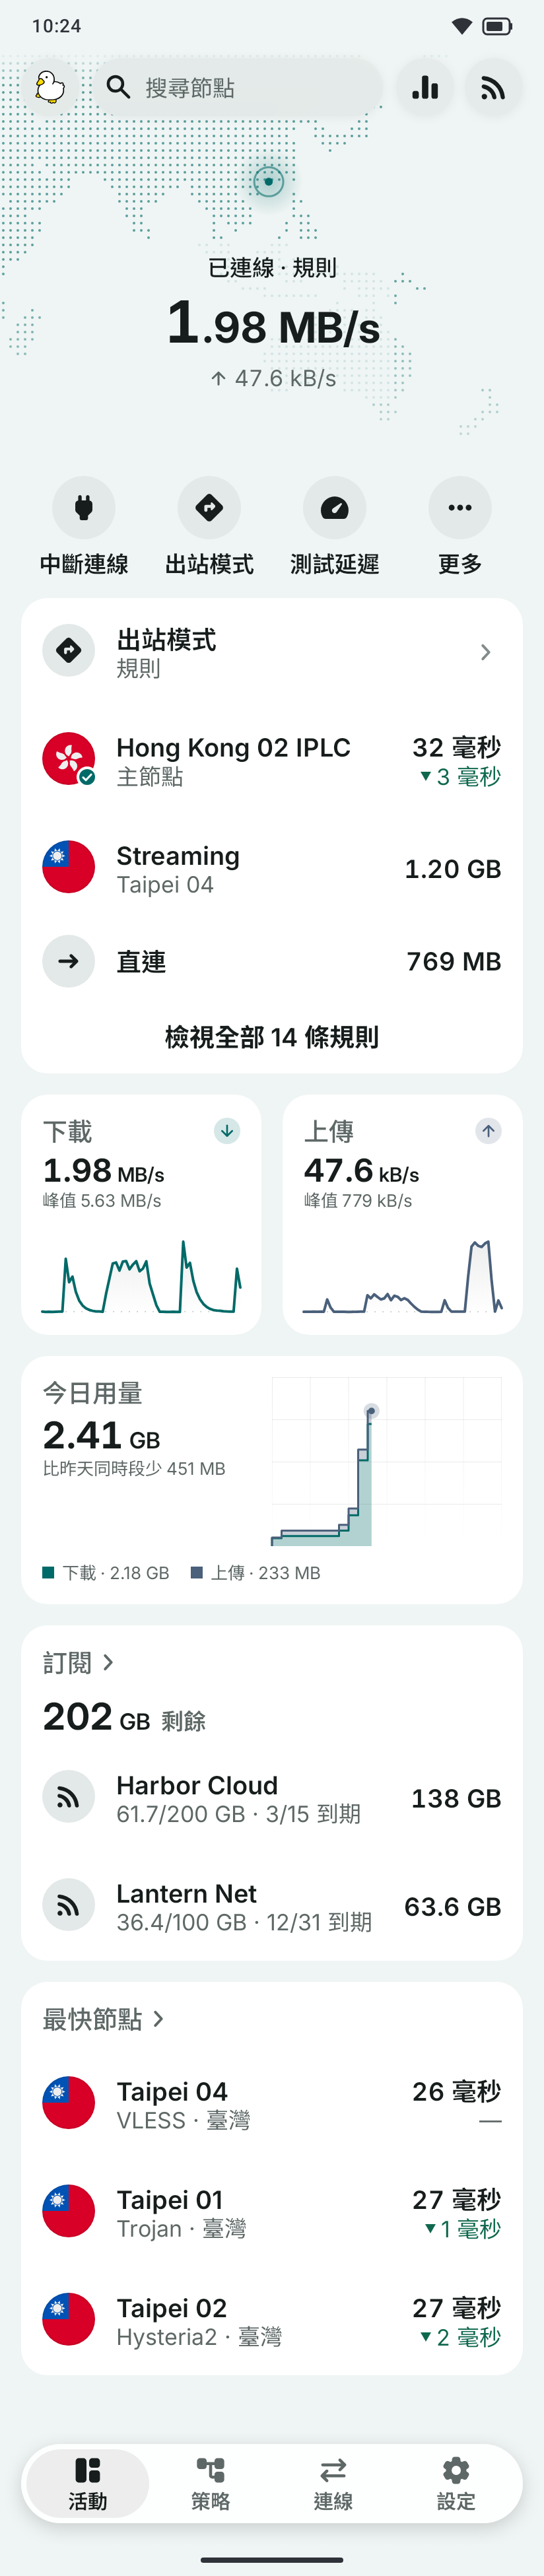 10:24
搜尋節點
已連線 · 規則
1.98 MB/s
↑ 47.6 kB/s
中斷連線 出站模式 測試延遲 更多
出站模式
規則
Hong Kong 02 IPLC 32 毫秒
主節點 ▼3 毫秒
Streaming 1.20 GB
Taipei 04
直連 769 MB
檢視全部 14 條規則
下載
1.98 MB/s
峰值 5.63 MB/s
上傳
47.6 kB/s
峰值 779 kB/s
今日用量
2.41 GB
比昨天同時段少 451 MB
下載 · 2.18 GB 上傳 · 233 MB
訂閱
202 GB 剩餘
Harbor Cloud 138 GB
61.7/200 GB · 3/15 到期
Lantern Net 63.6 GB
36.4/100 GB · 12/31 到期
最快節點
Taipei 04 26 毫秒
VLESS · 臺灣 —
Taipei 01 27 毫秒
Trojan · 臺灣 ▼1 毫秒
Taipei 02 27 毫秒
Hysteria2 · 臺灣 ▼2 毫秒
活動 策略 連線 設定